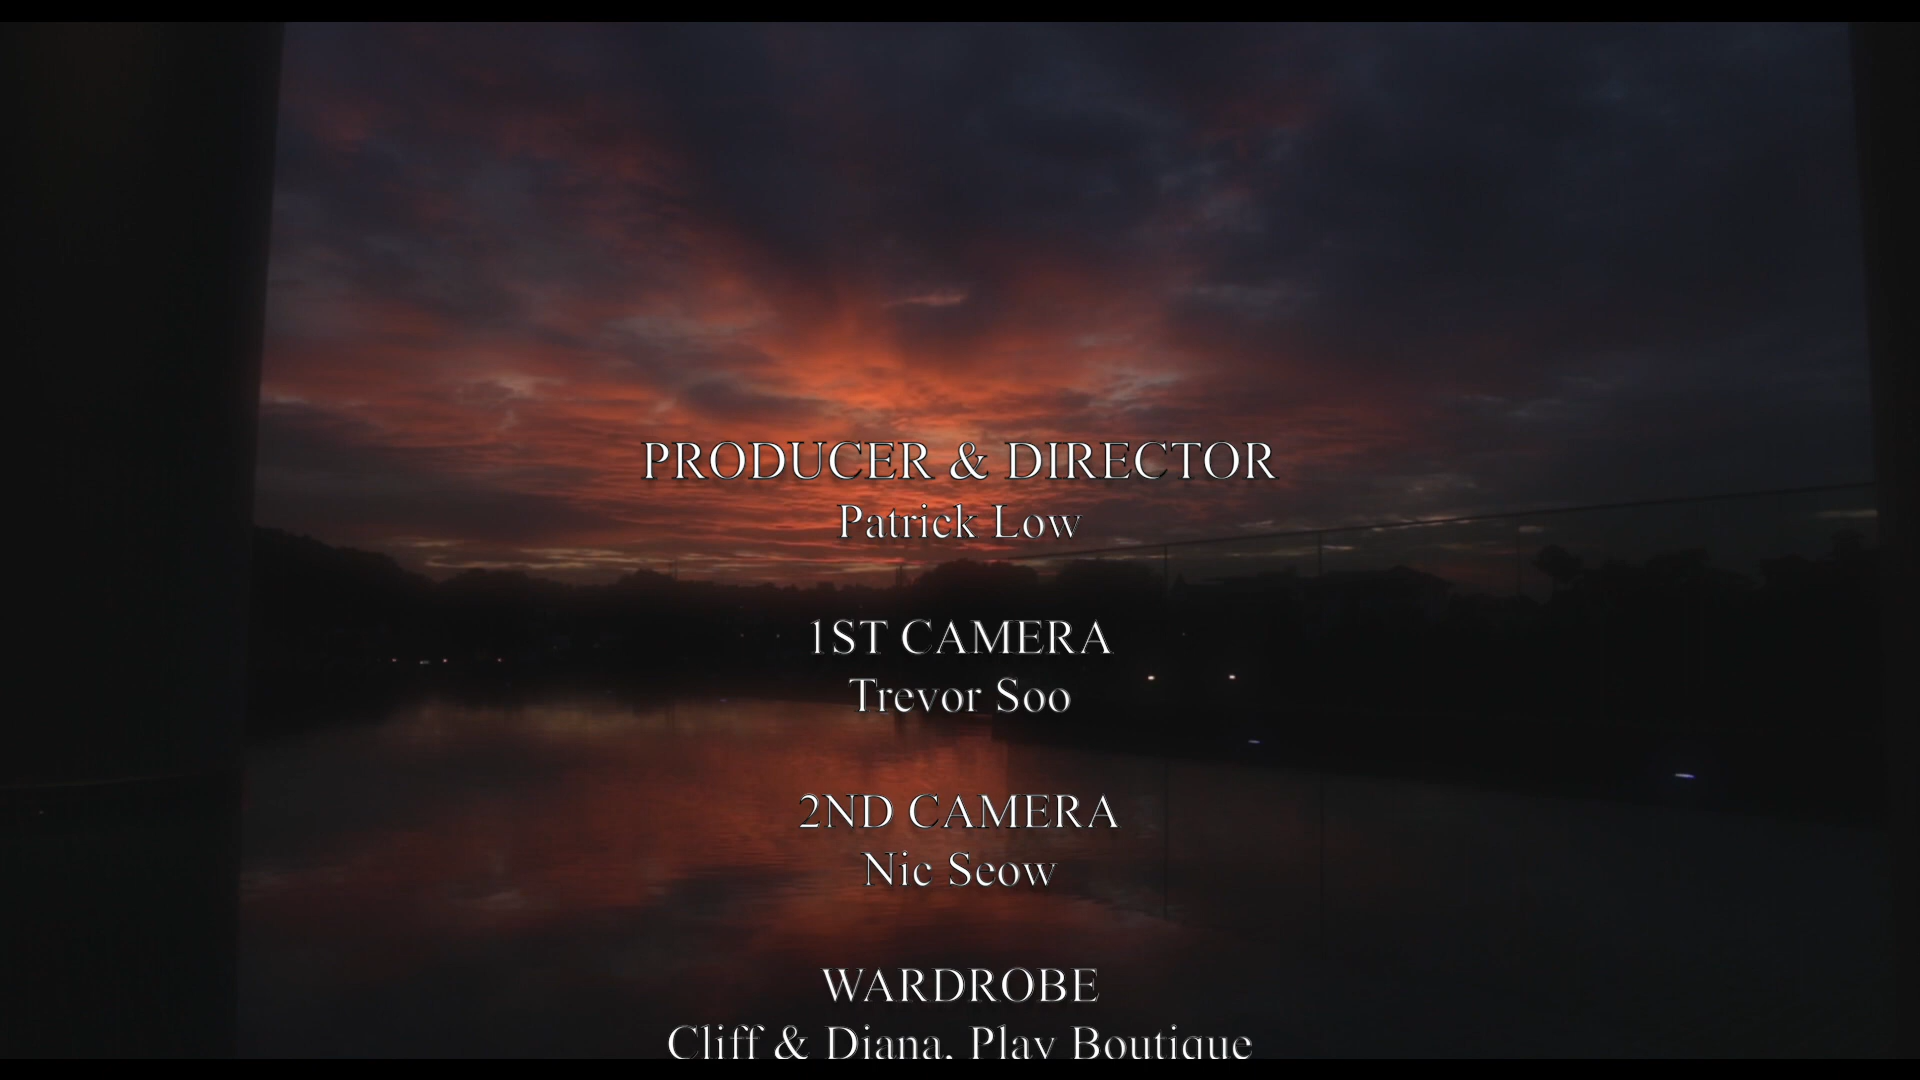 PRODUCER & DIRECTOR
Patrick Low
1ST CAMERA
Trevor Soo
2ND CAMERA
Nic Seow
WARDROBE
Cliff & Diana, Play Boutique